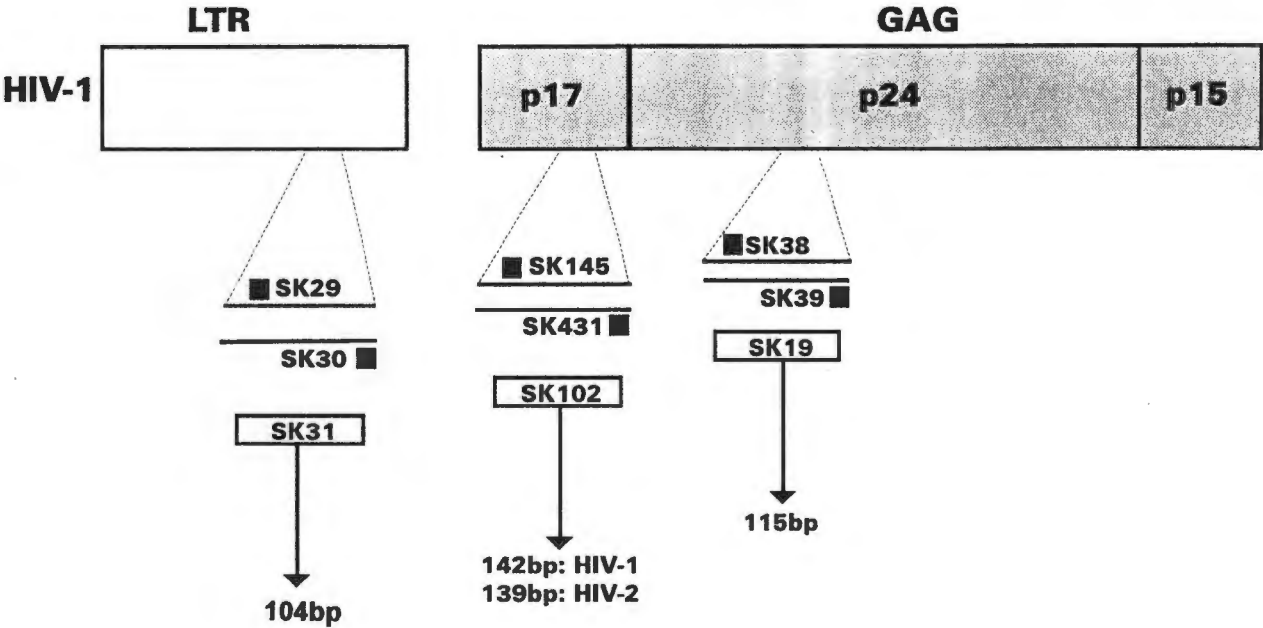 LTR
GAG
HIV-1
p17
p24
p15
SK29
SK30
SK31
104bp
SK145
SK431
SK102
142bp: HIV-1
139bp: HIV-2
SK38
SK39
SK19
115bp